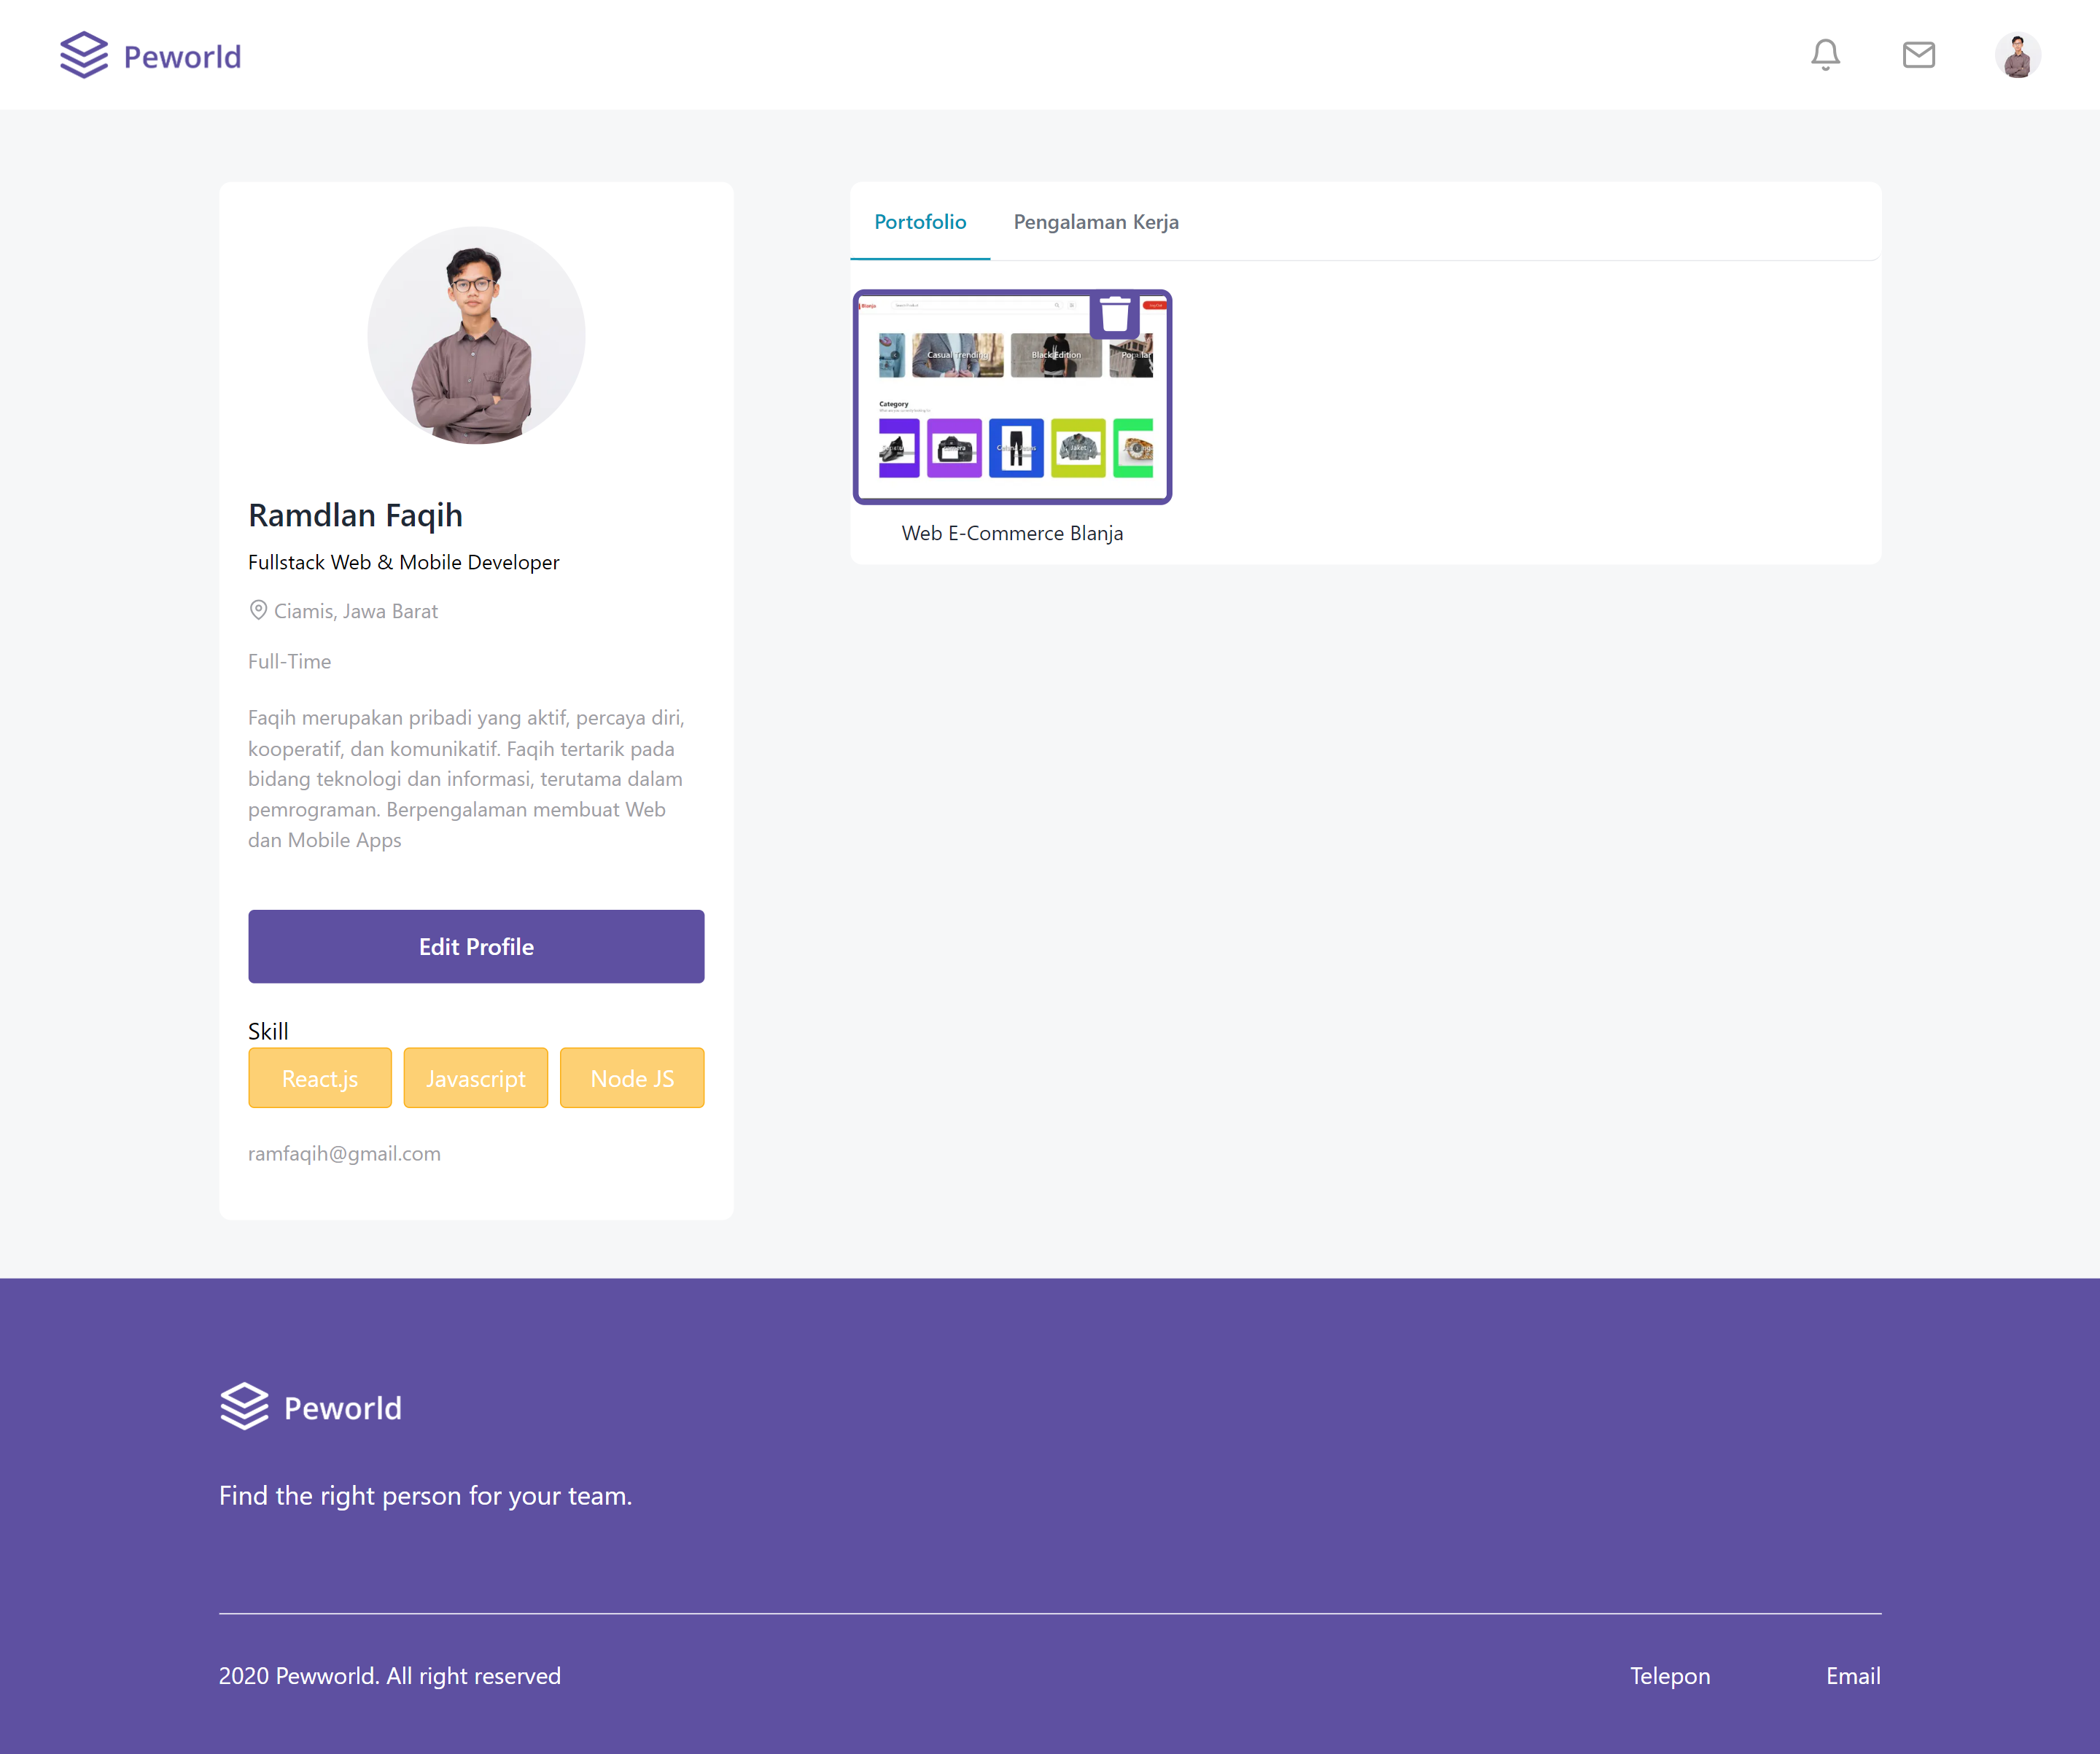 Peworld
Ramdlan Faqih
Fullstack Web & Mobile Developer
Ciamis, Jawa Barat
Full-Time
Faqih merupakan pribadi yang aktif, percaya diri,
kooperatif, dan komunikatif. Faqih tertarik pada
bidang teknologi dan informasi, terutama dalam
pemrograman. Berpengalaman membuat Web
dan Mobile Apps
Edit Profile
Skill
React.js
Javascript
Node JS
ramfaqih@gmail.com
Portofolio
Pengalaman Kerja
Blanja
Casual Trending
Black Edition
Popular
Category
Web E-Commerce Blanja
Peworld
Find the right person for your team.
2020 Pewworld. All right reserved
Telepon
Email